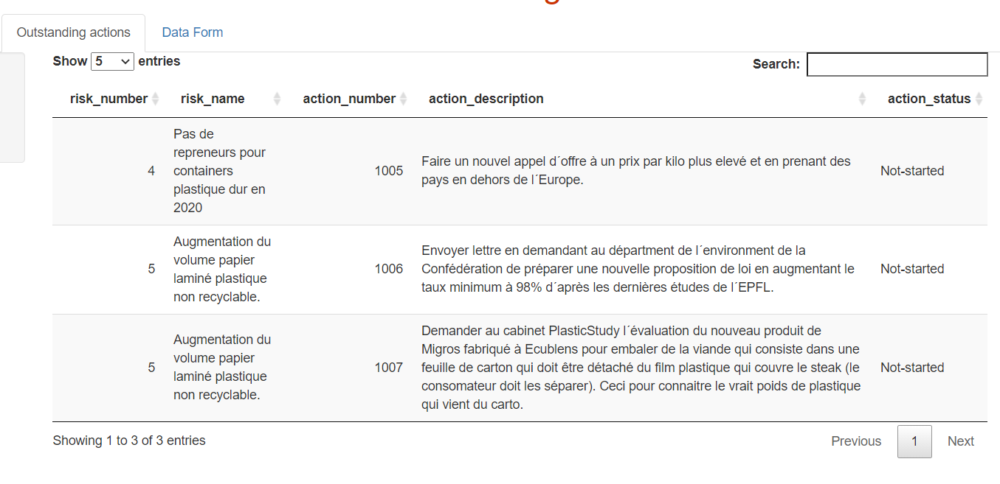 Outstanding actions Data Form
Show 5 entries Search:
risk_number risk_name action_number action_description action_status
4
Pas de
repreneurs pour
containers
plastique dur en
2020
1005
Faire un nouvel appel d´offre à un prix par kilo plus elevé et en prenant des
pays en dehors de l´Europe.
Not-started
5
Augmentation du
volume papier
laminé plastique
non recyclable.
1006
Envoyer lettre en demandant au départment de l´environment de la
Confédération de préparer une nouvelle proposition de loi en augmentant le
taux minimum à 98% d´après les dernières études de l´EPFL.
Not-started
5
Augmentation du
volume papier
laminé plastique
non recyclable.
1007
Demander au cabinet PlasticStudy l´évaluation du nouveau produit de
Migros fabriqué à Ecublens pour embaler de la viande qui consiste dans une
feuille de carton qui doit être détaché du film plastique qui couvre le steak (le
consomateur doit les séparer). Ceci pour connaitre le vrait poids de plastique
qui vient du carto.
Not-started
Showing 1 to 3 of 3 entries Previous 1 Next